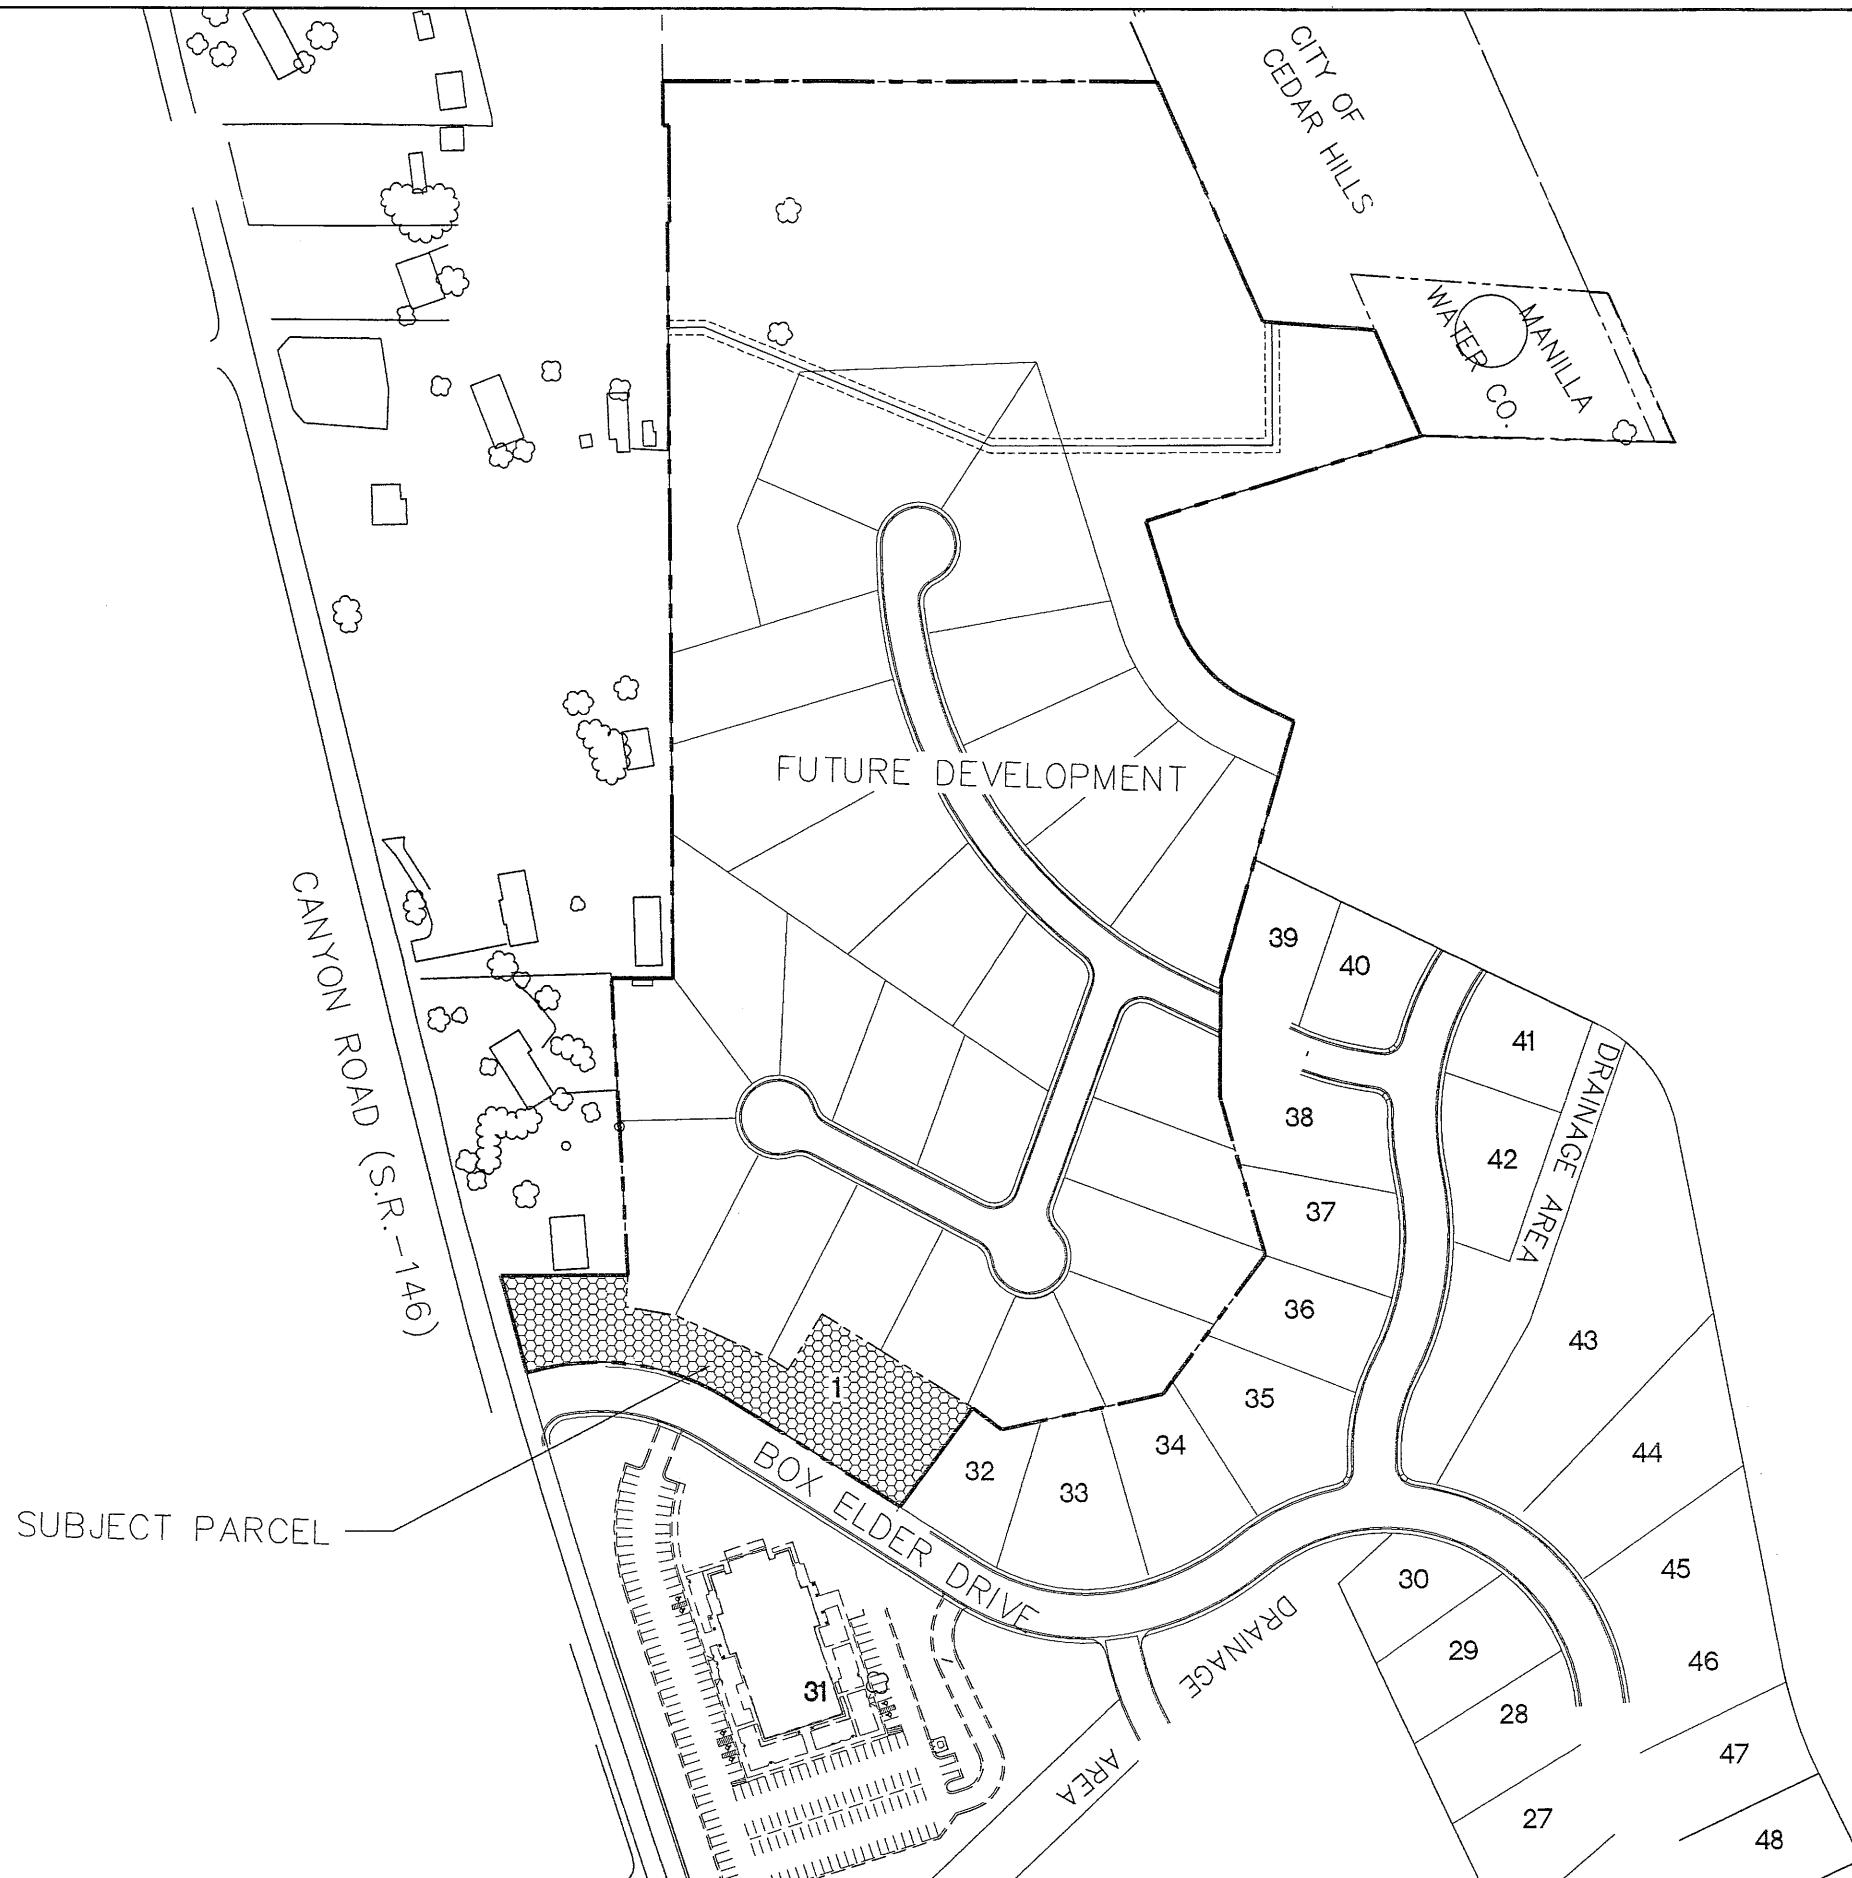 CITY OF
CEDAR HILLS
MANILLA
WATER CO.
FUTURE DEVELOPMENT
CANYON ROAD (S.R.-146)
39
40
41
DRAINAGE AREA
38
42
37
36
43
1
35
34
44
32
33
BOX ELDER DRIVE
SUBJECT PARCEL
45
30
DRAINAGE
AREA
29
46
31
28
47
27
48